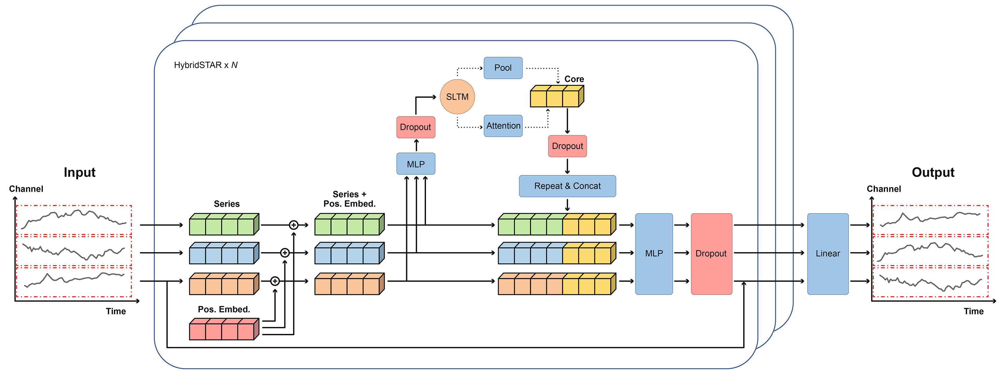 HybridSTAR x N
Pool
Core
SLTM
Attention
Dropout
Dropout
MLP
Repeat & Concat
Input
Channel
Time
Series
Series +
Pos. Embed.
Pos. Embed.
MLP
Dropout
Linear
Output
Channel
Time